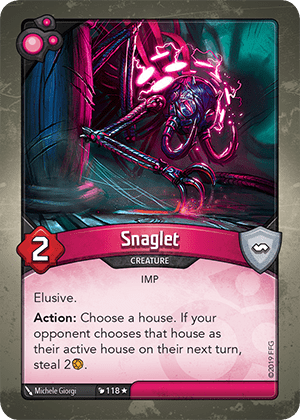 Snaglet
CREATURE
2
IMP
Elusive.
Action: Choose a house. If your
opponent chooses that house as
their active house on their next turn,
steal 2.
Michele Giorgi
118
©2019 FFG